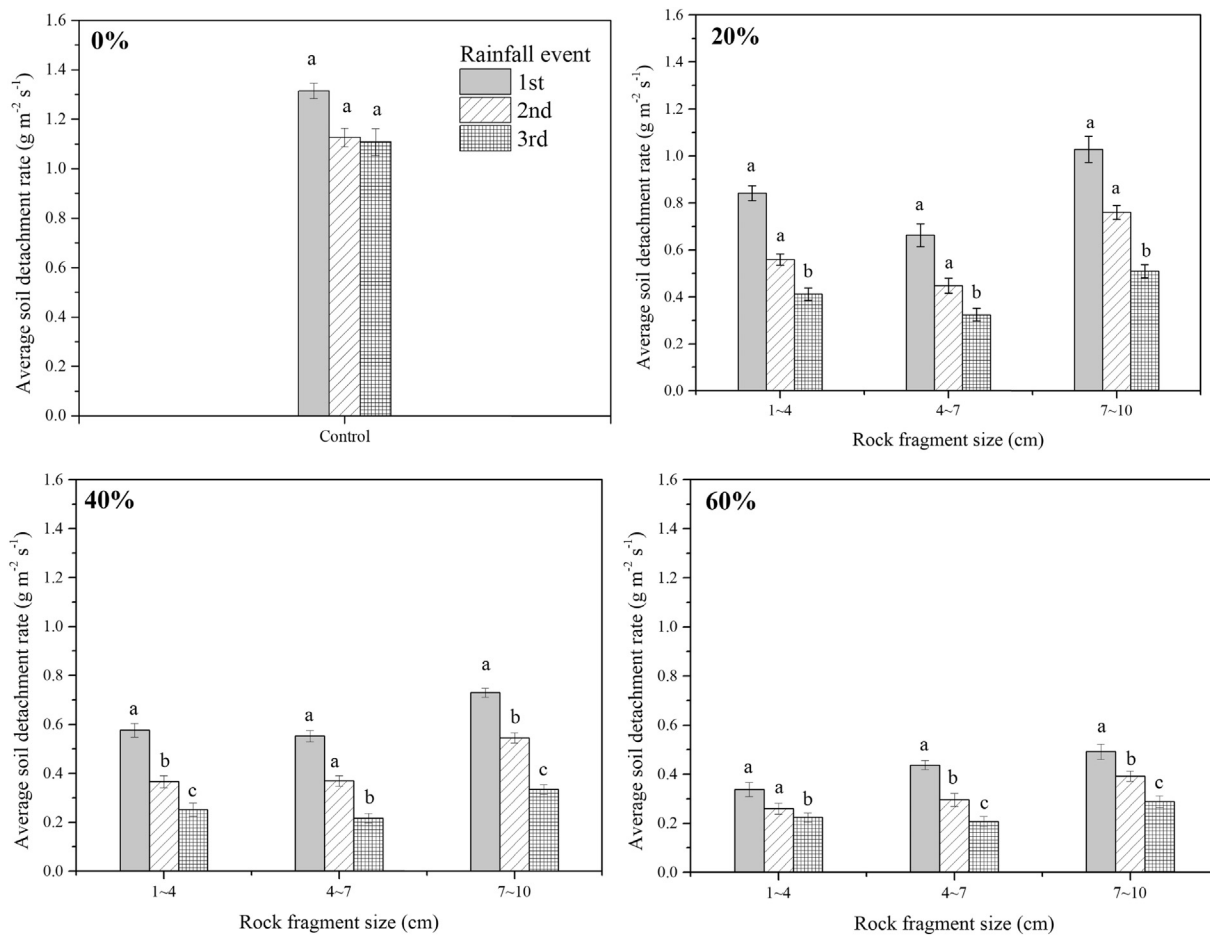 0%
Rainfall event
1st
2nd
3rd
a
a a
1.6
1.4
1.2
1.0
0.8
0.6
0.4
0.2
0.0
Average soil detachment rate (g m⁻² s⁻¹)
Control
20%
1.6
1.4
1.2
1.0
0.8
0.6
0.4
0.2
0.0
Average soil detachment rate (g m⁻² s⁻¹)
a a b
a a b
a a b
1~4 4~7 7~10
Rock fragment size (cm)
40%
1.6
1.4
1.2
1.0
0.8
0.6
0.4
0.2
0.0
Average soil detachment rate (g m⁻² s⁻¹)
a b c
a a b
a b c
1~4 4~7 7~10
Rock fragment size (cm)
60%
1.6
1.4
1.2
1.0
0.8
0.6
0.4
0.2
0.0
Average soil detachment rate (g m⁻² s⁻¹)
a a b
a b c
a b c
1~4 4~7 7~10
Rock fragment size (cm)